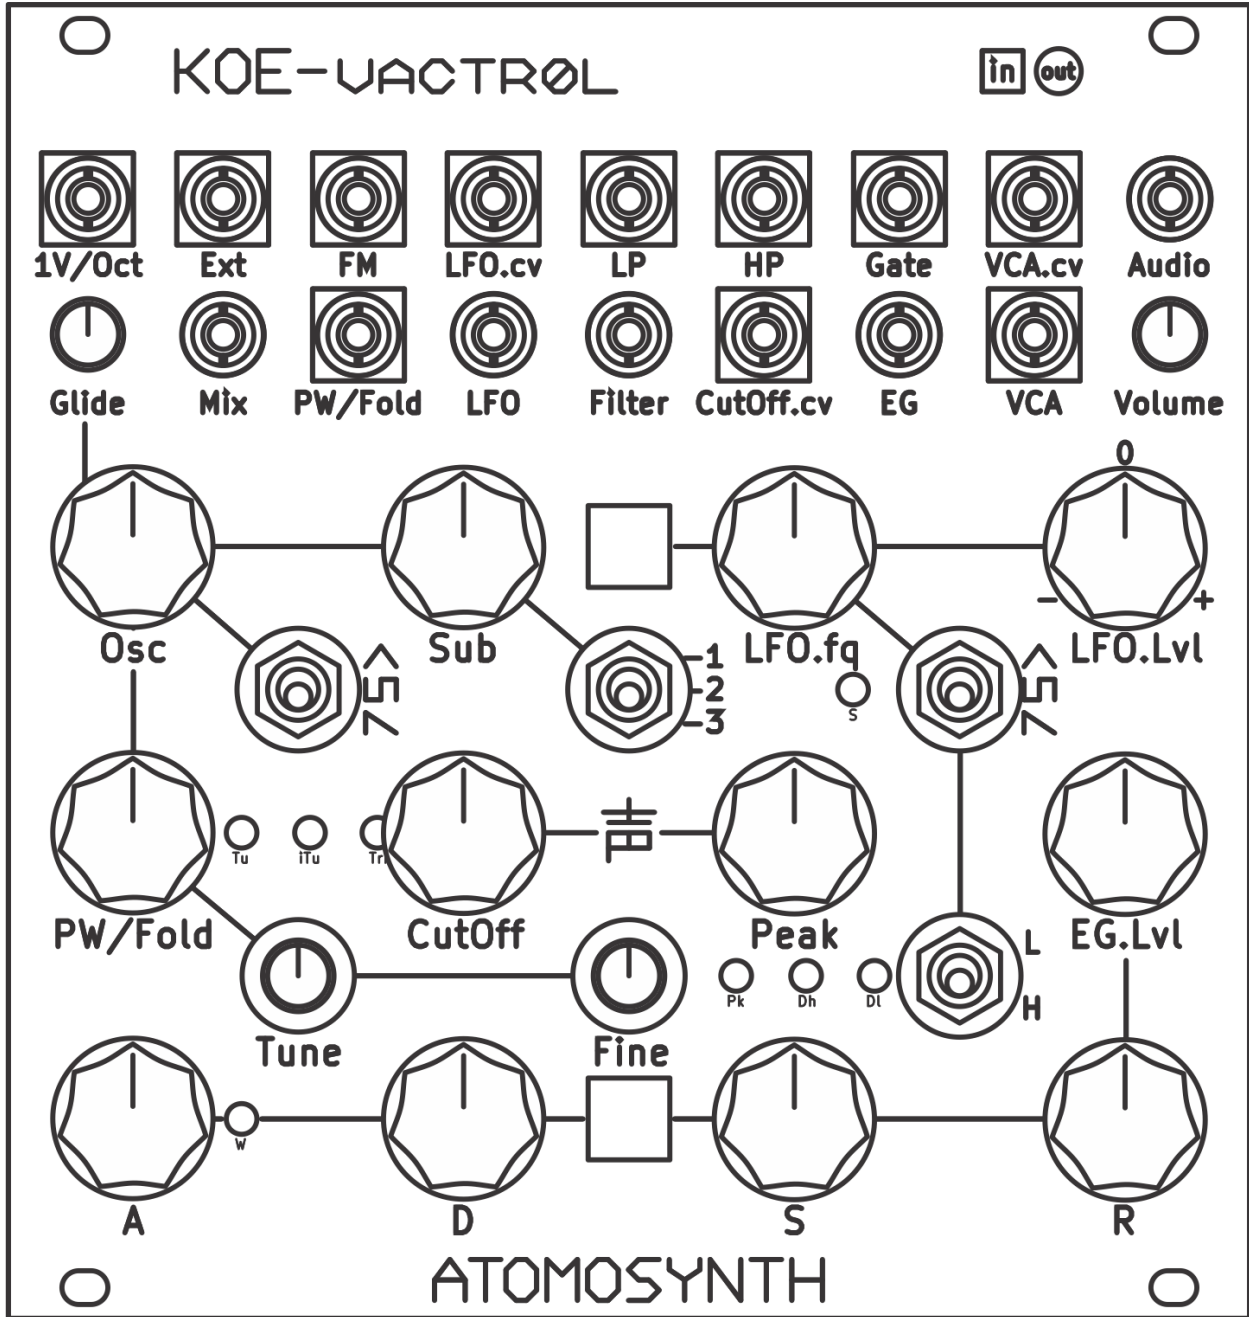 KOE-VACTRØL
in out
1V/Oct Ext FM LFO.cv LP HP Gate VCA.cv Audio
Glide Mix PW/Fold LFO Filter CutOff.cv EG VCA Volume
0
- +
Osc Sub LFO.fq LFO.Lvl
-1
-2
-3
S
声
Tu iTu Tri
PW/Fold CutOff Peak EG.Lvl
L
Pk Dh Dl
H
Tune Fine
W
A D S R
ATOMOSYNTH